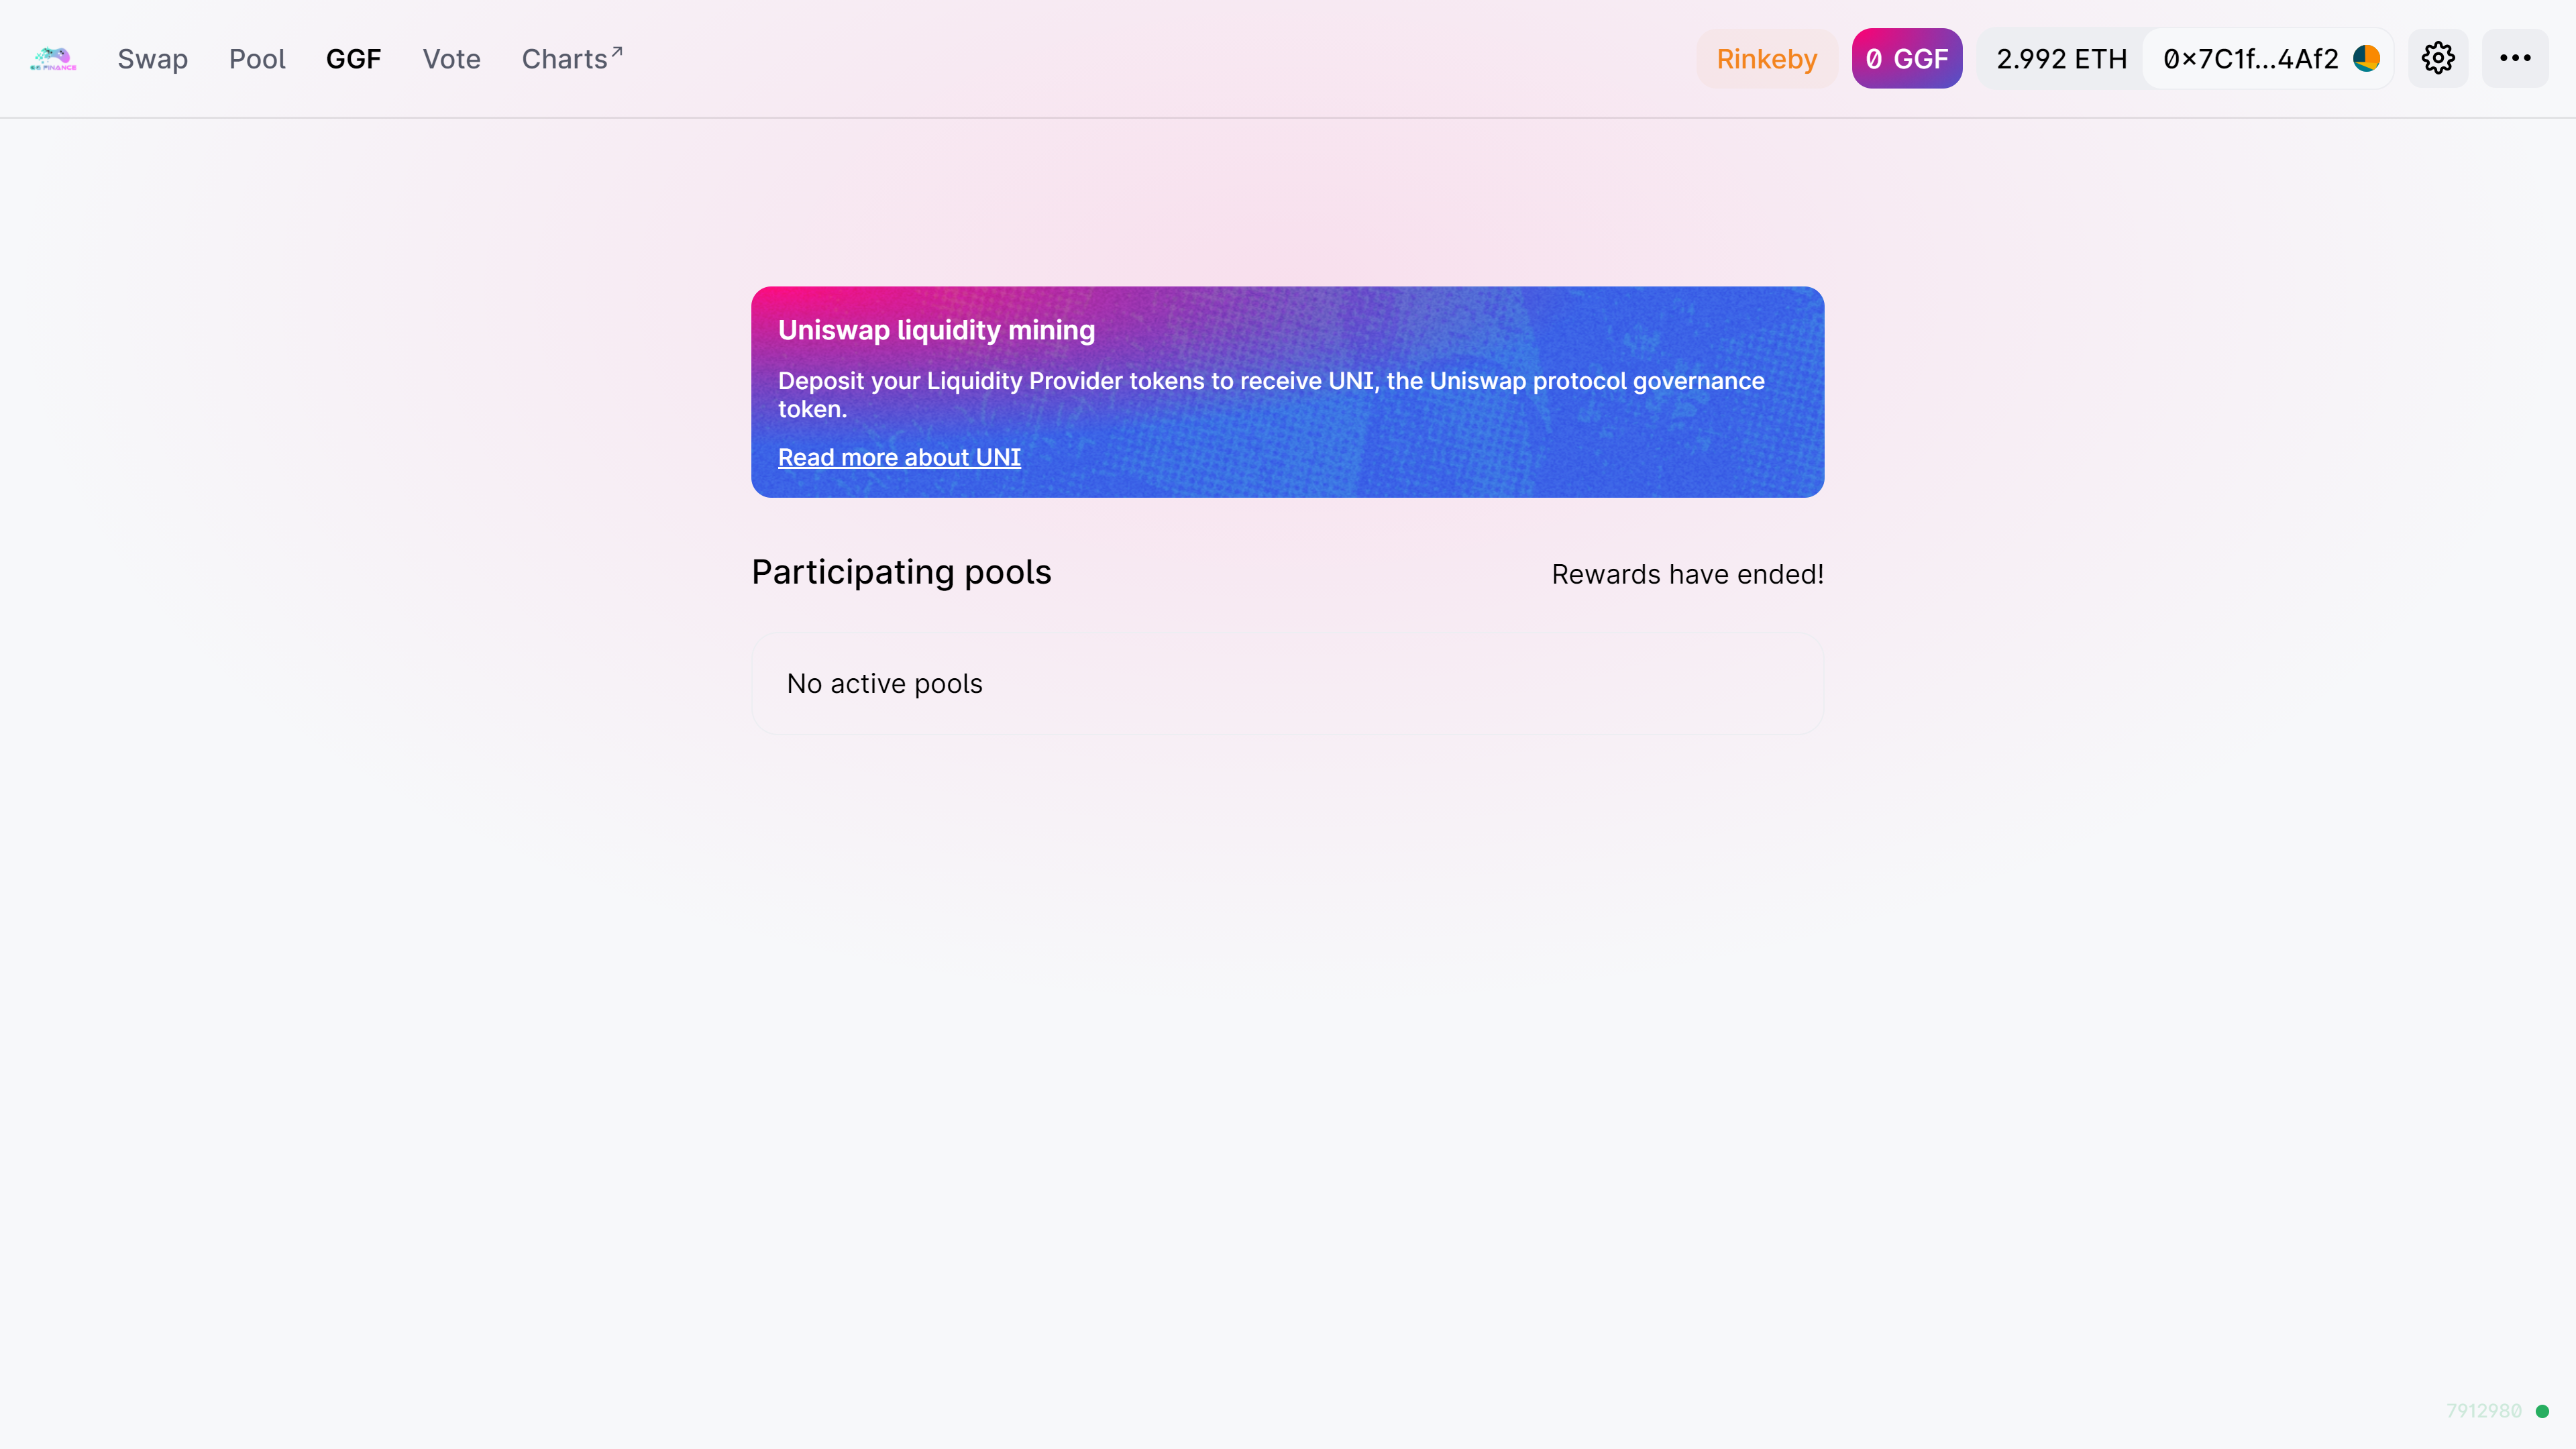 GG FINANCE
Swap
Pool
GGF
Vote
Charts↗
Rinkeby
0 GGF
2.992 ETH
0x7C1f...4Af2
Uniswap liquidity mining
Deposit your Liquidity Provider tokens to receive UNI, the Uniswap protocol governance
token.
Read more about UNI
Participating pools
Rewards have ended!
No active pools
7912980